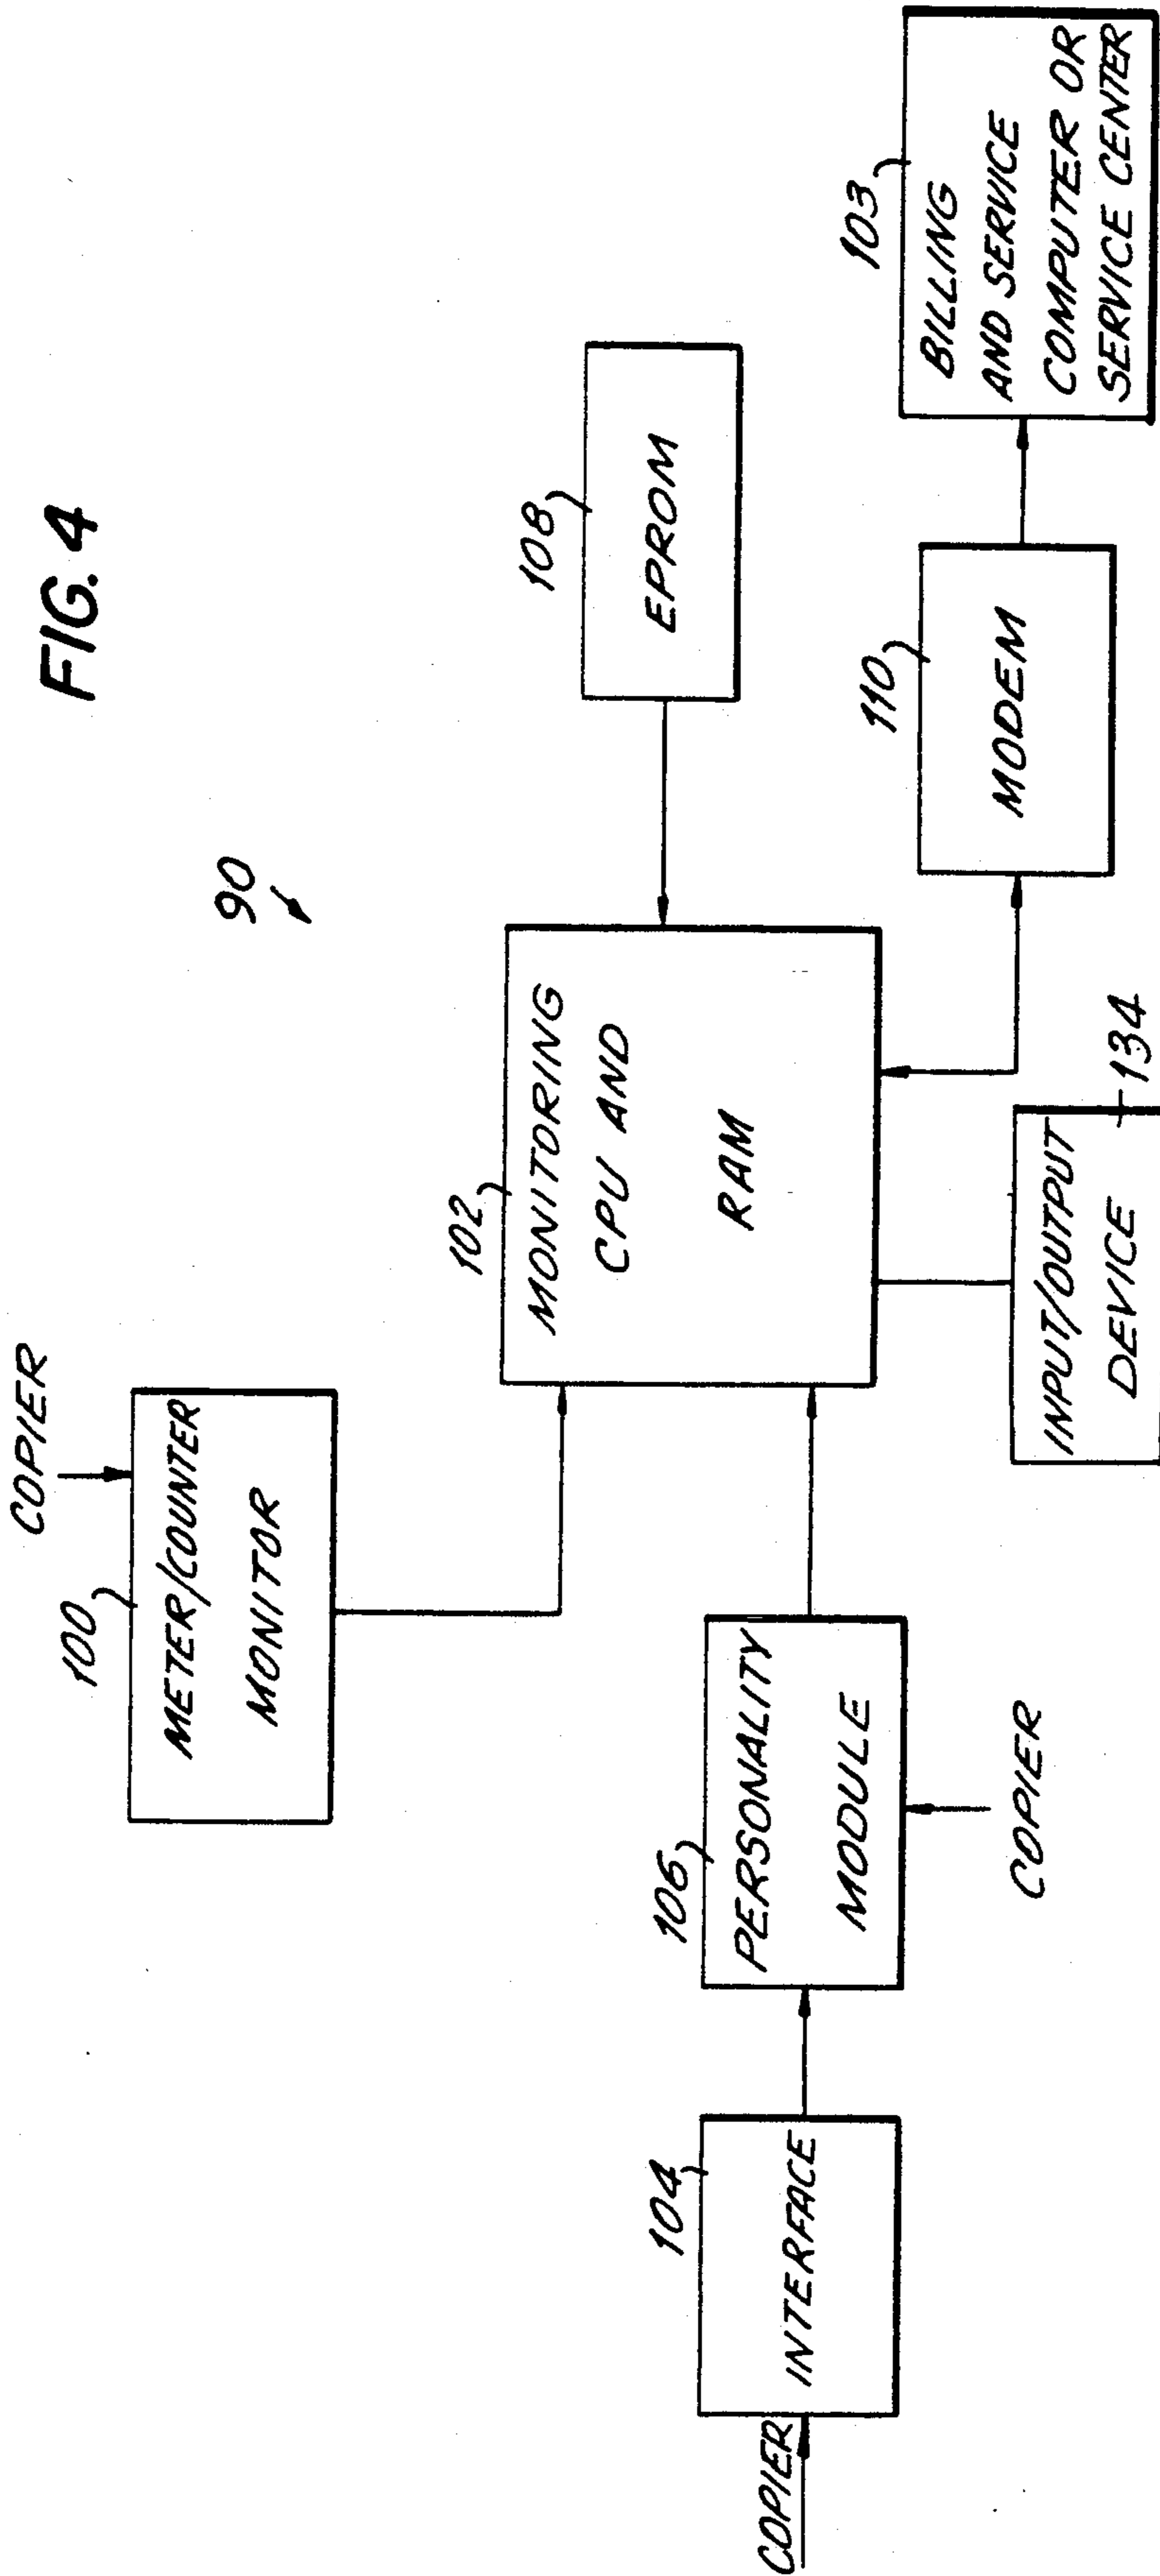 FIG. 4
90
COPIER
100
METER/COUNTER
MONITOR
102
MONITORING
CPU AND
RAM
108
EPROM
104
INTERFACE
COPIER
106
PERSONALITY
MODULE
COPIER
INPUT/OUTPUT
DEVICE
134
110
MODEM
103
BILLING
AND SERVICE
COMPUTER OR
SERVICE CENTER